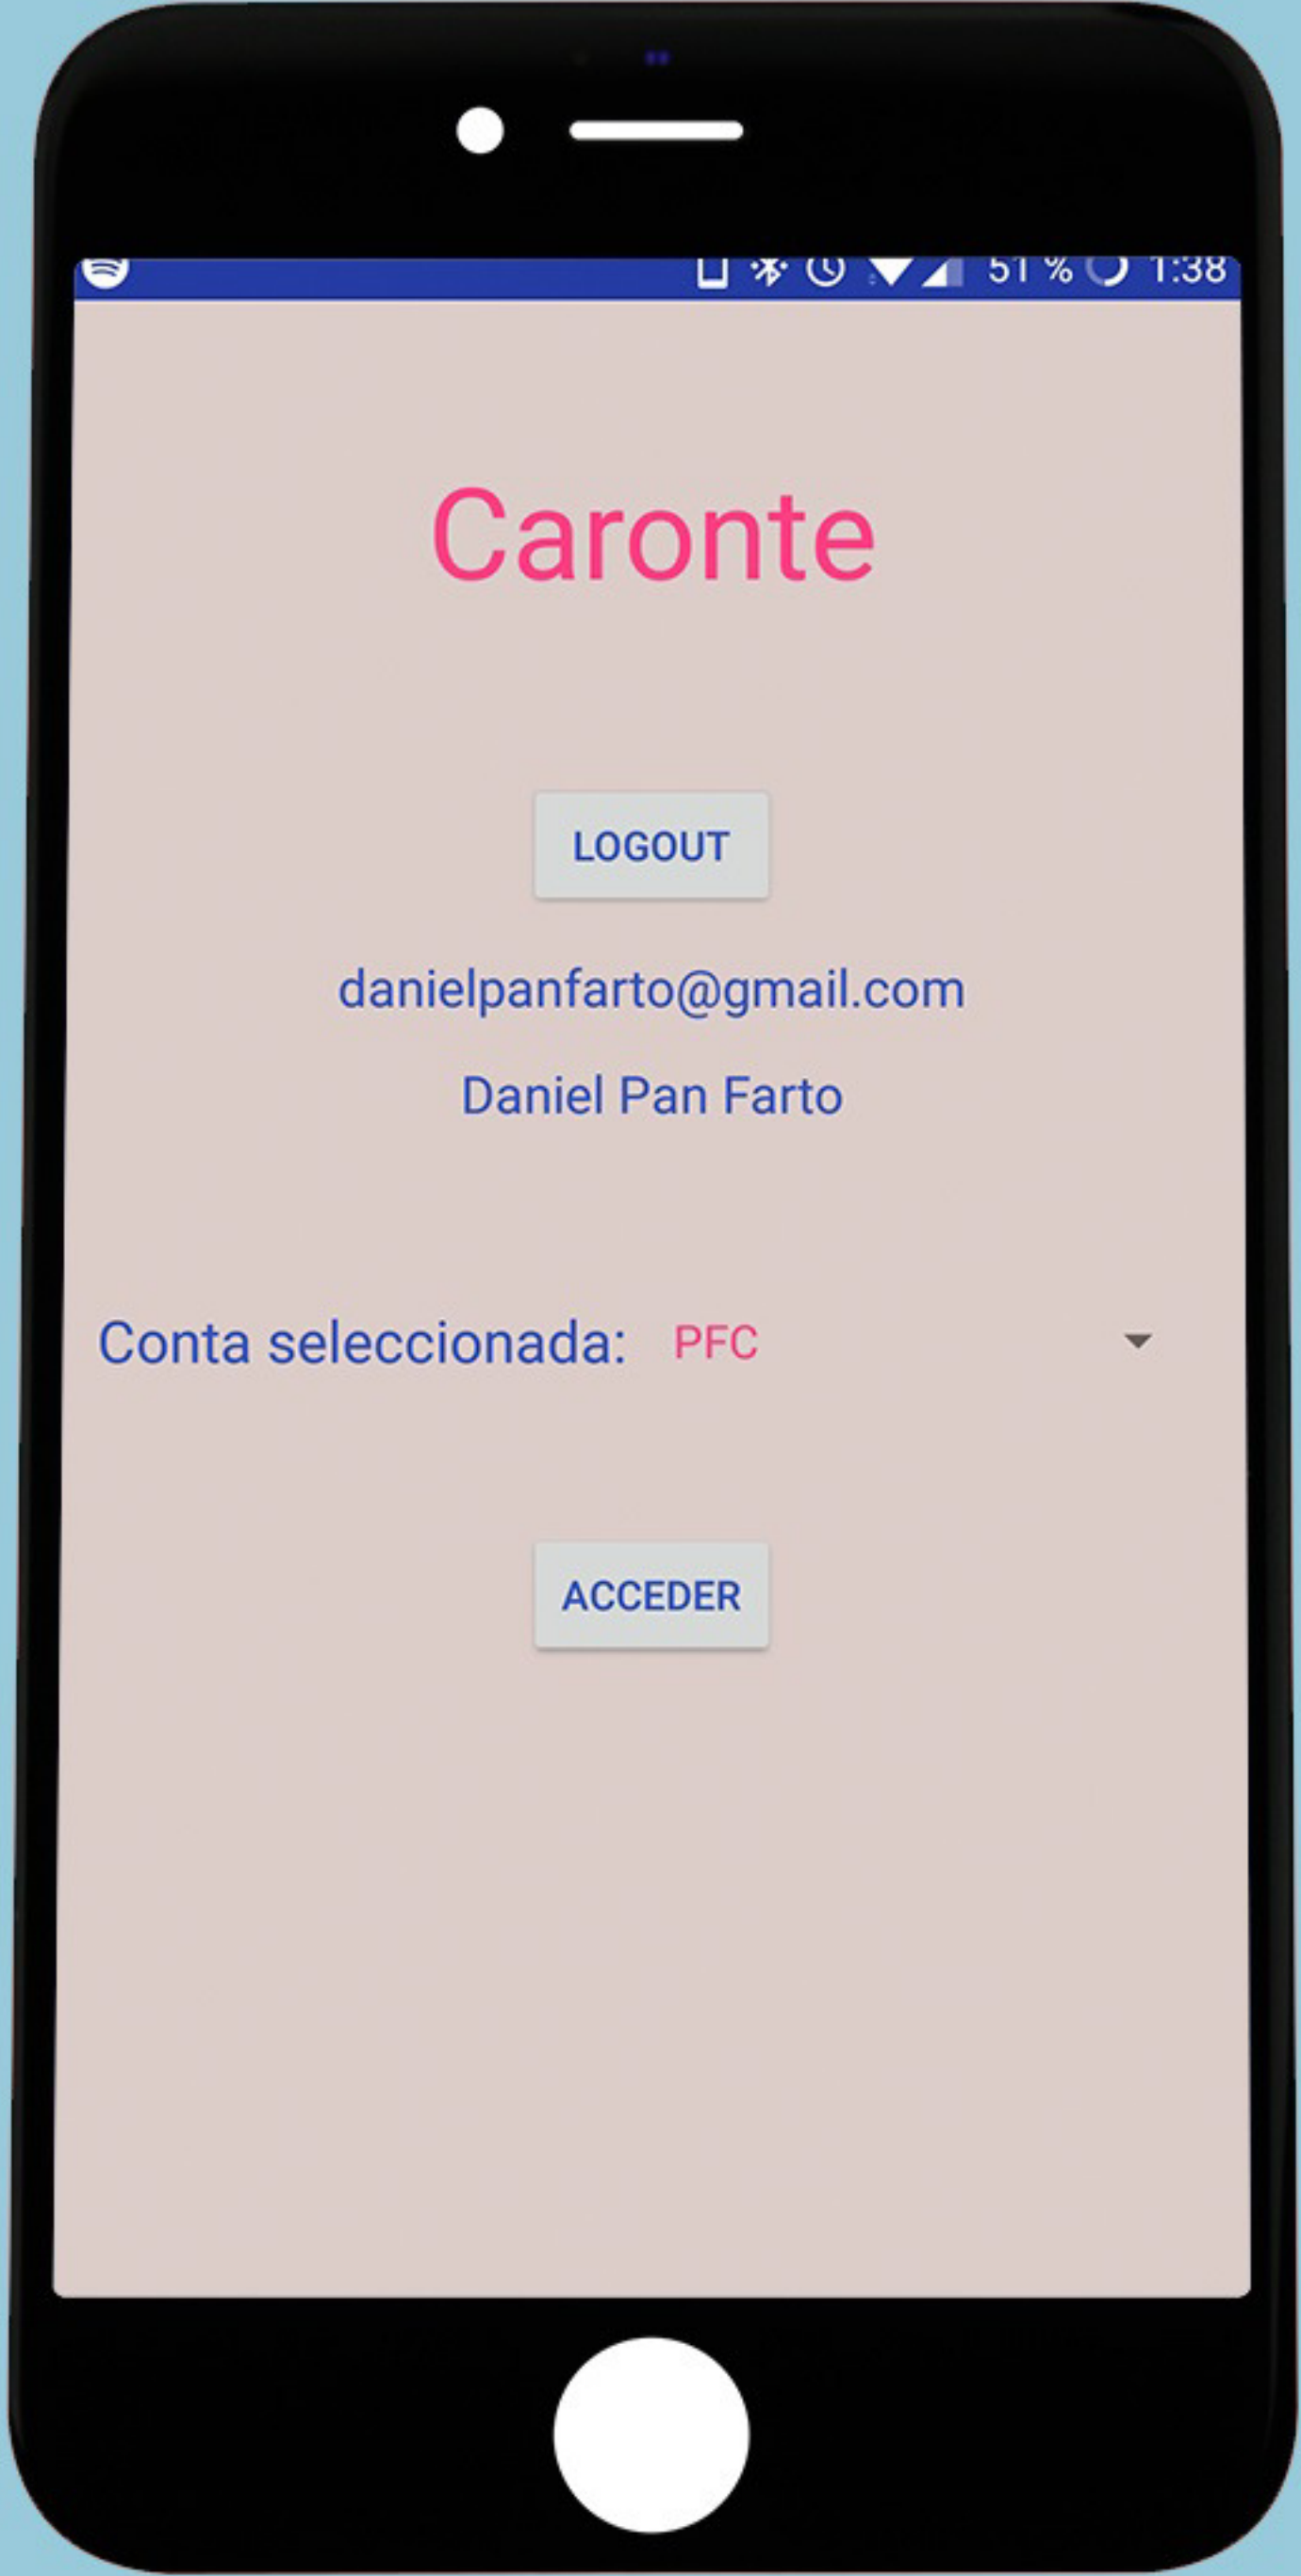 51 % 1:38
Caronte
LOGOUT
danielpanfarto@gmail.com
Daniel Pan Farto
Conta seleccionada: PFC
ACCEDER